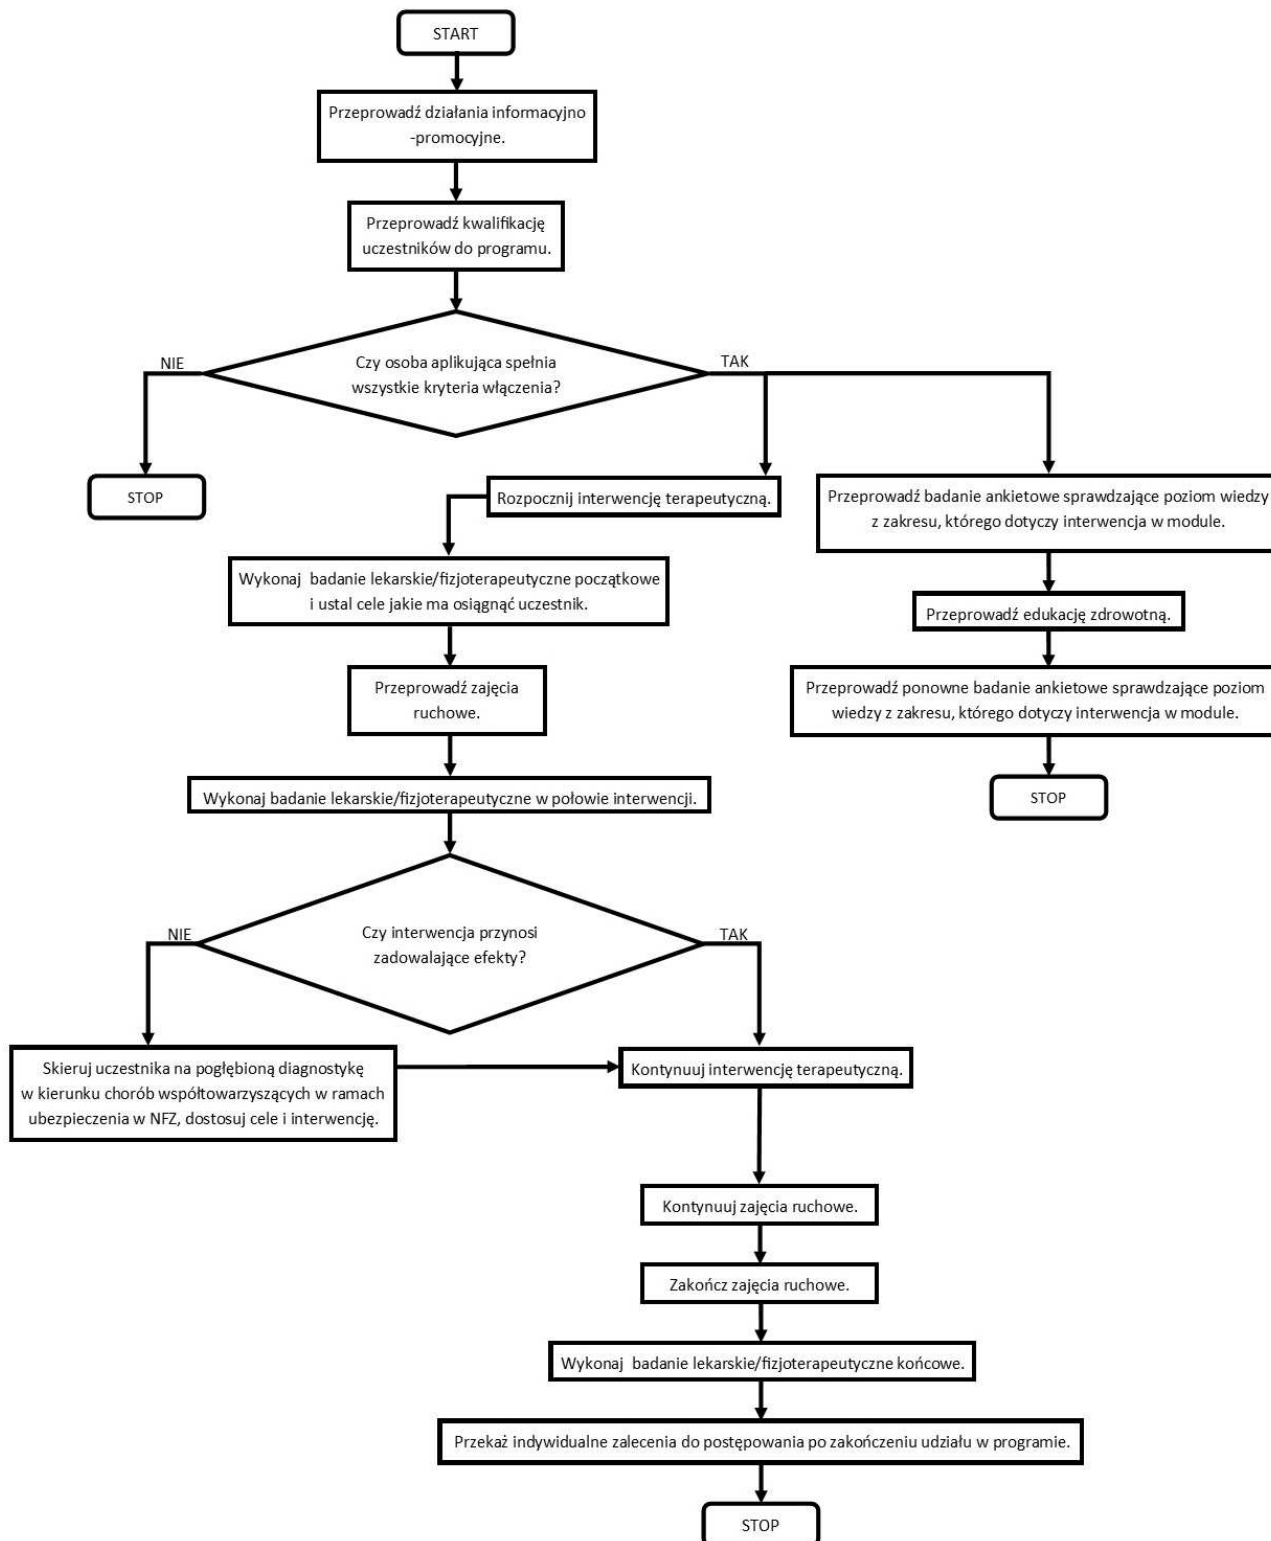 START
Przeprowadź działania informacyjno
-promocyjne.
Przeprowadź kwalifikację
uczestników do programu.
Czy osoba aplikująca spełnia
wszystkie kryteria włączenia?
NIE
TAK
STOP
Rozpocznij interwencję terapeutyczną.
Przeprowadź badanie ankietowe sprawdzające poziom wiedzy
z zakresu, którego dotyczy interwencja w module.
Wykonaj badanie lekarskie/fizjoterapeutyczne początkowe
i ustal cele jakie ma osiągnąć uczestnik.
Przeprowadź edukację zdrowotną.
Przeprowadź zajęcia
ruchowe.
Przeprowadź ponowne badanie ankietowe sprawdzające poziom
wiedzy z zakresu, którego dotyczy interwencja w module.
Wykonaj badanie lekarskie/fizjoterapeutyczne w połowie interwencji.
STOP
Czy interwencja przynosi
zadowalające efekty?
NIE
TAK
Skieruj uczestnika na pogłębioną diagnostykę
w kierunku chorób współtowarzyszących w ramach
ubezpieczenia w NFZ, dostosuj cele i interwencję.
Kontynuuj interwencję terapeutyczną.
Kontynuuj zajęcia ruchowe.
Zakończ zajęcia ruchowe.
Wykonaj badanie lekarskie/fizjoterapeutyczne końcowe.
Przekaż indywidualne zalecenia do postępowania po zakończeniu udziału w programie.
STOP